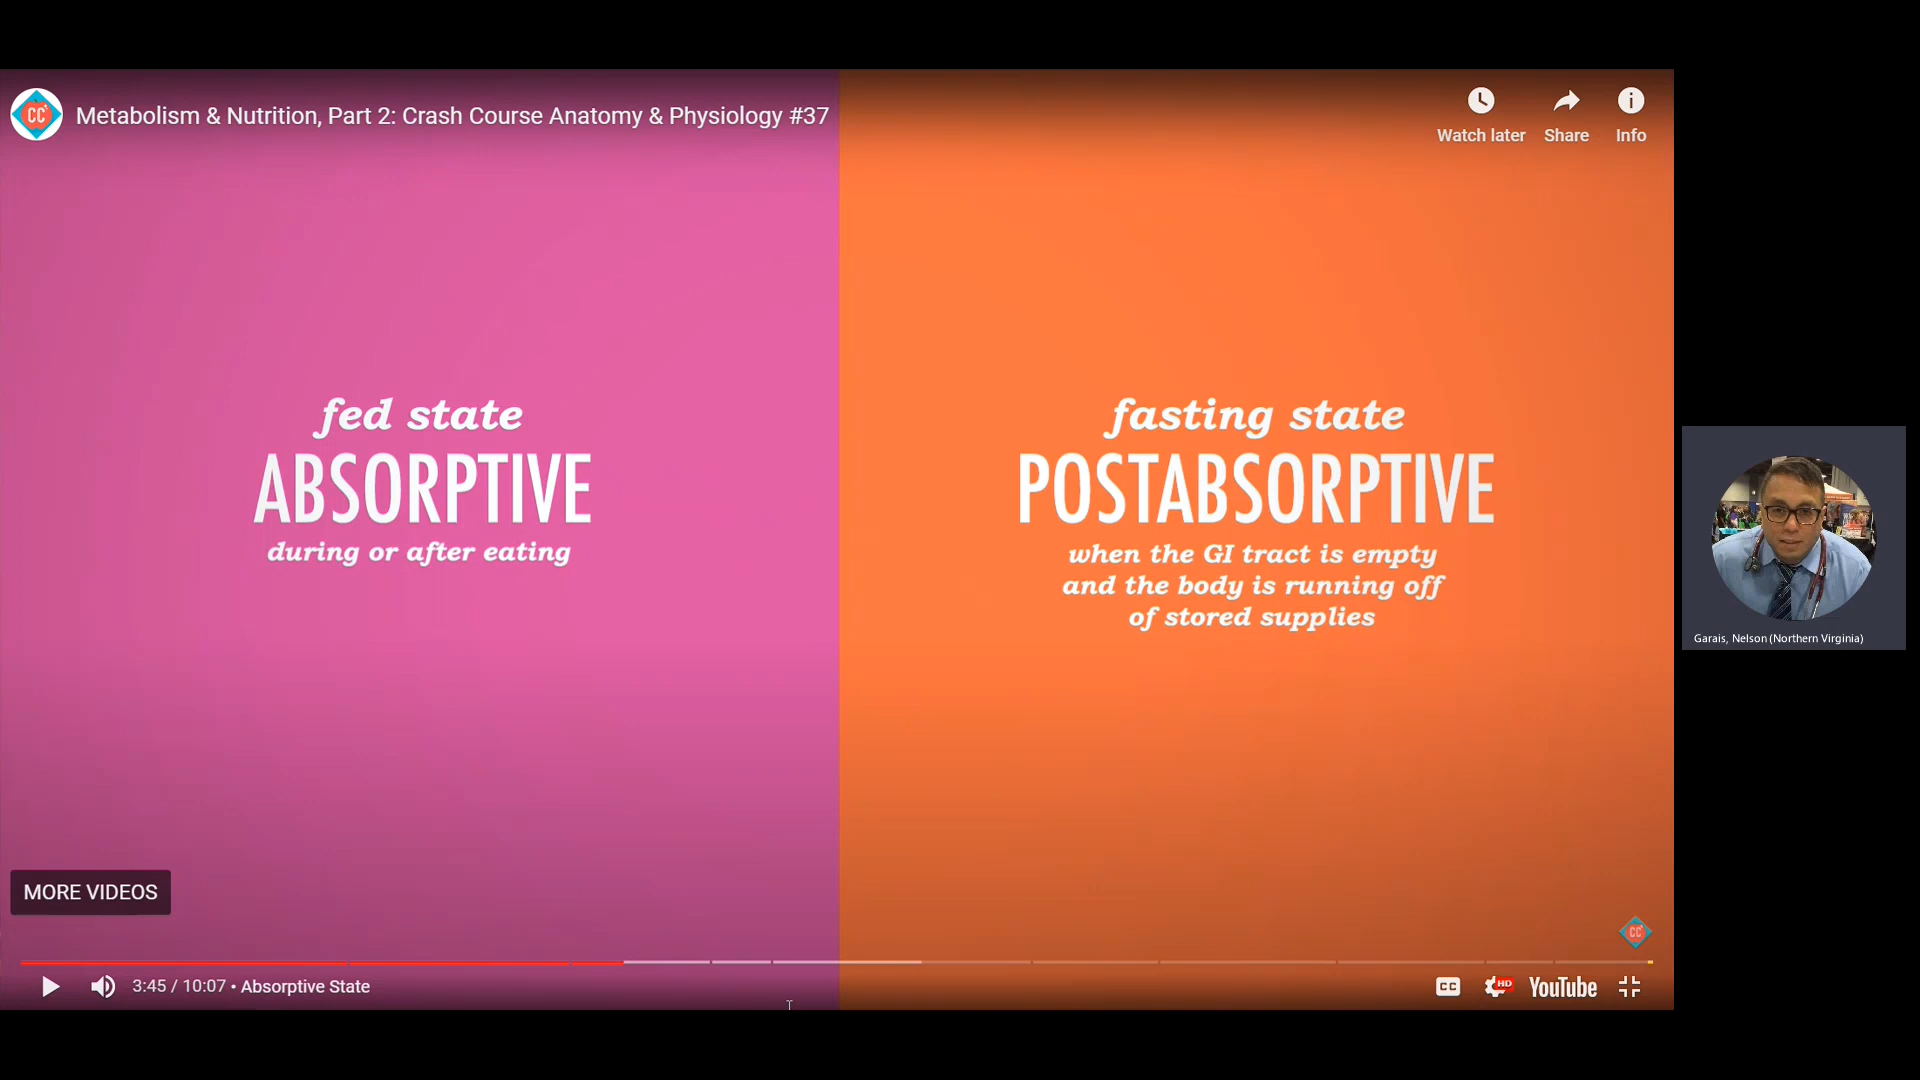 CC
Metabolism & Nutrition, Part 2: Crash Course Anatomy & Physiology #37
Watch later
Share
Info
fed state
ABSORPTIVE
during or after eating
fasting state
POSTABSORPTIVE
when the GI tract is empty
and the body is running off
of stored supplies
Garais, Nelson (Northern Virginia)
MORE VIDEOS
CC
3:45 / 10:07 • Absorptive State
CC
HD
YouTube